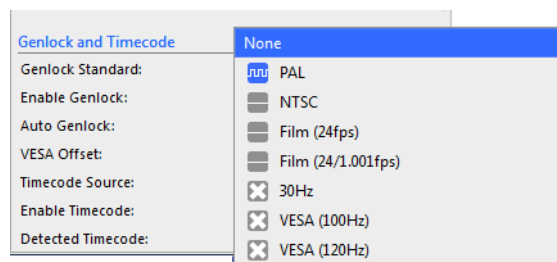 Genlock and Timecode
Genlock Standard:
Enable Genlock:
Auto Genlock:
VESA Offset:
Timecode Source:
Enable Timecode:
Detected Timecode:
None
PAL
NTSC
Film (24fps)
Film (24/1.001fps)
30Hz
VESA (100Hz)
VESA (120Hz)